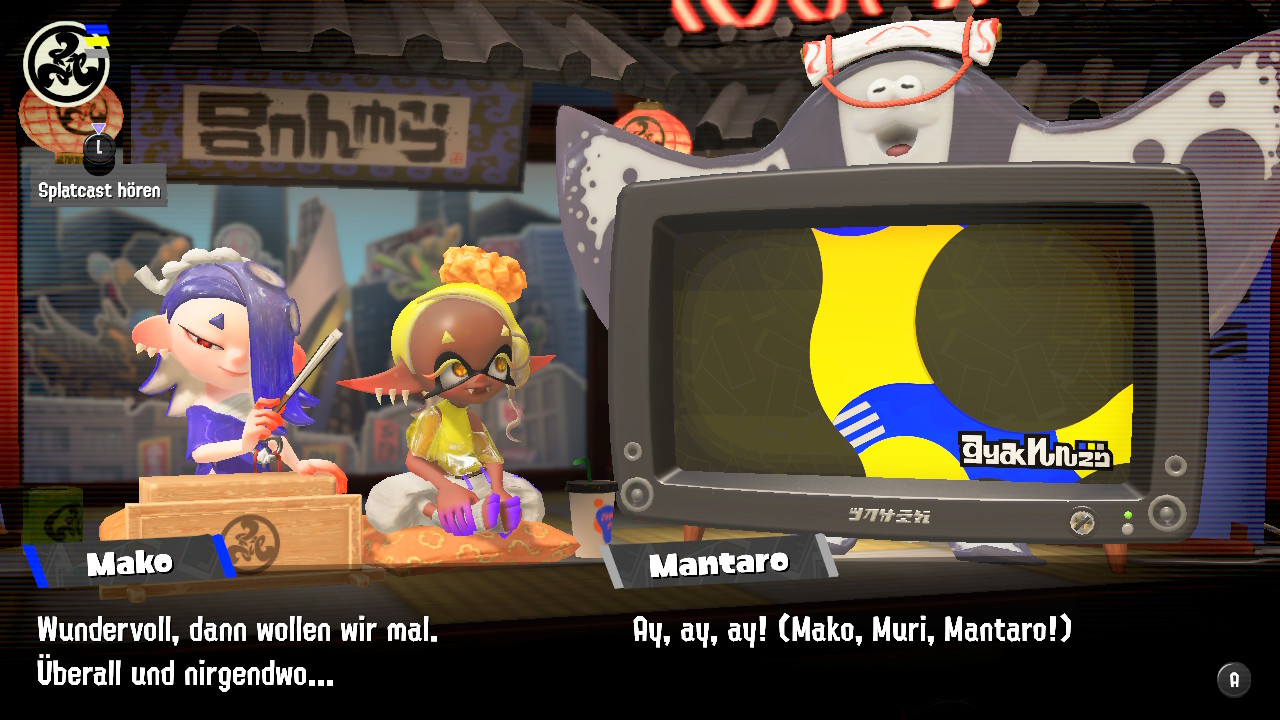 L
Splatcast hören
Mako
Mantaro
Wundervoll, dann wollen wir mal.
Überall und nirgendwo...
Ay, ay, ay! (Mako, Muri, Mantaro!)
A